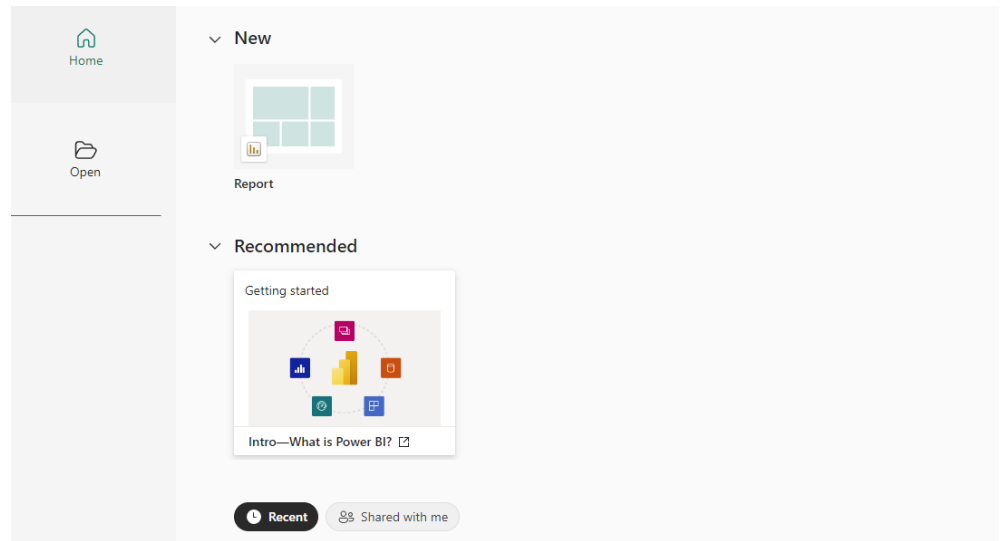 Home
Open
New
Report
Recommended
Getting started
Intro—What is Power BI?
Recent
Shared with me